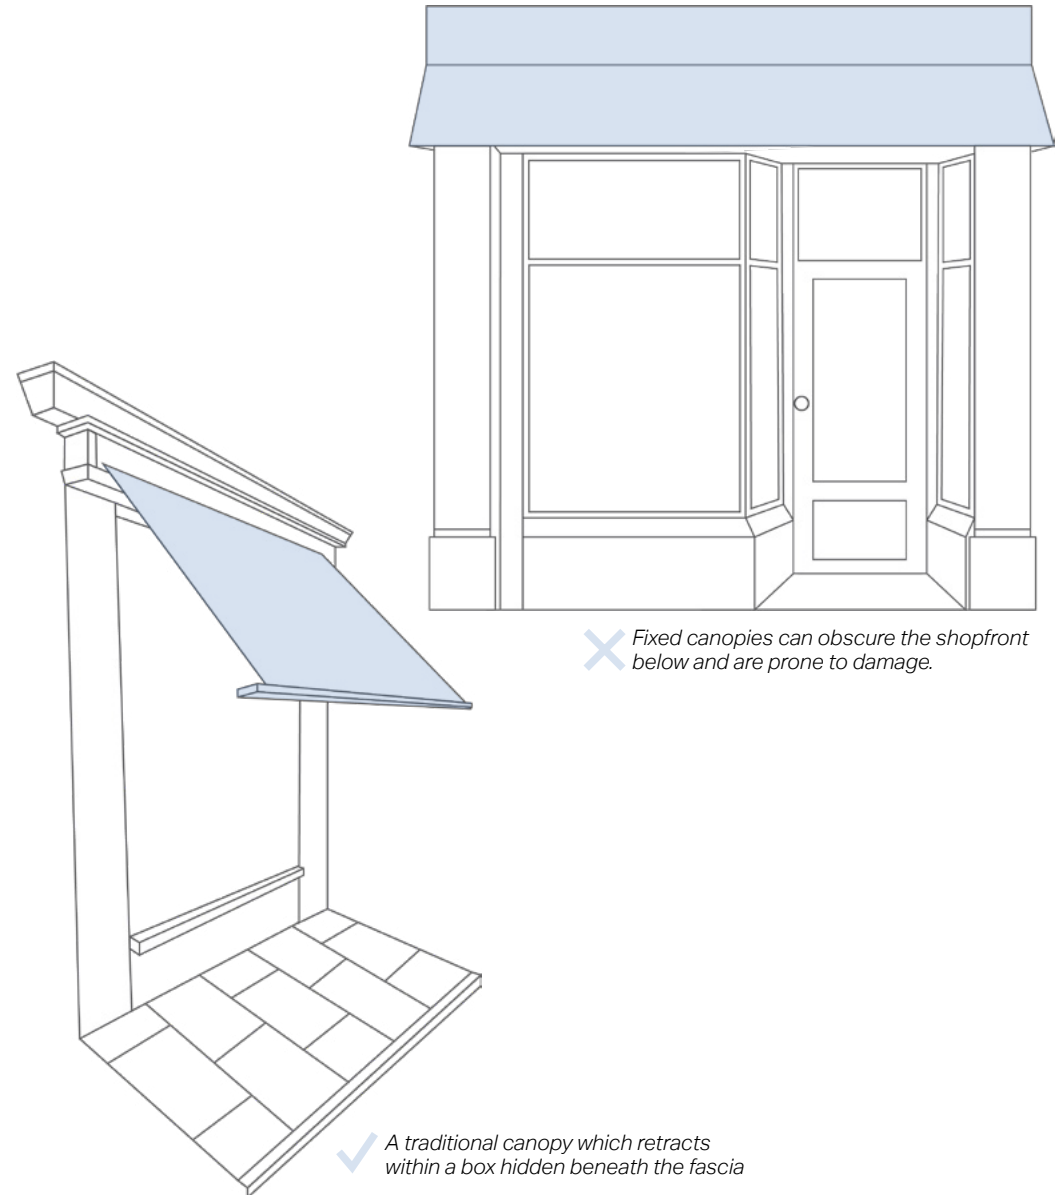 Fixed canopies can obscure the shopfront
below and are prone to damage.
A traditional canopy which retracts
within a box hidden beneath the fascia